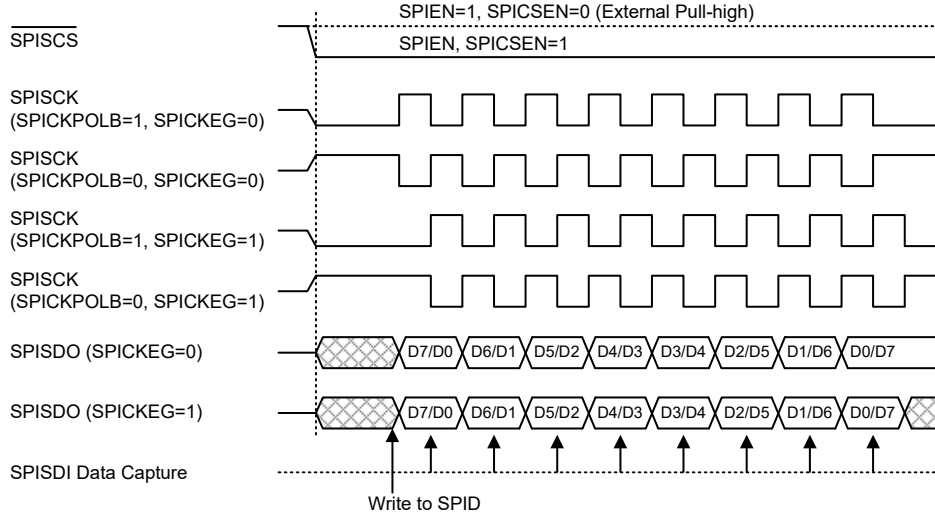 SPIEN=1, SPICSEN=0 (External Pull-high)
SPISCS
SPIEN, SPICSEN=1
SPISCK
(SPICKPOLB=1, SPICKEG=0)
SPISCK
(SPICKPOLB=0, SPICKEG=0)
SPISCK
(SPICKPOLB=1, SPICKEG=1)
SPISCK
(SPICKPOLB=0, SPICKEG=1)
SPISDO (SPICKEG=0) D7/D0 D6/D1 D5/D2 D4/D3 D3/D4 D2/D5 D1/D6 D0/D7
SPISDO (SPICKEG=1) D7/D0 D6/D1 D5/D2 D4/D3 D3/D4 D2/D5 D1/D6 D0/D7
SPISDI Data Capture
Write to SPID